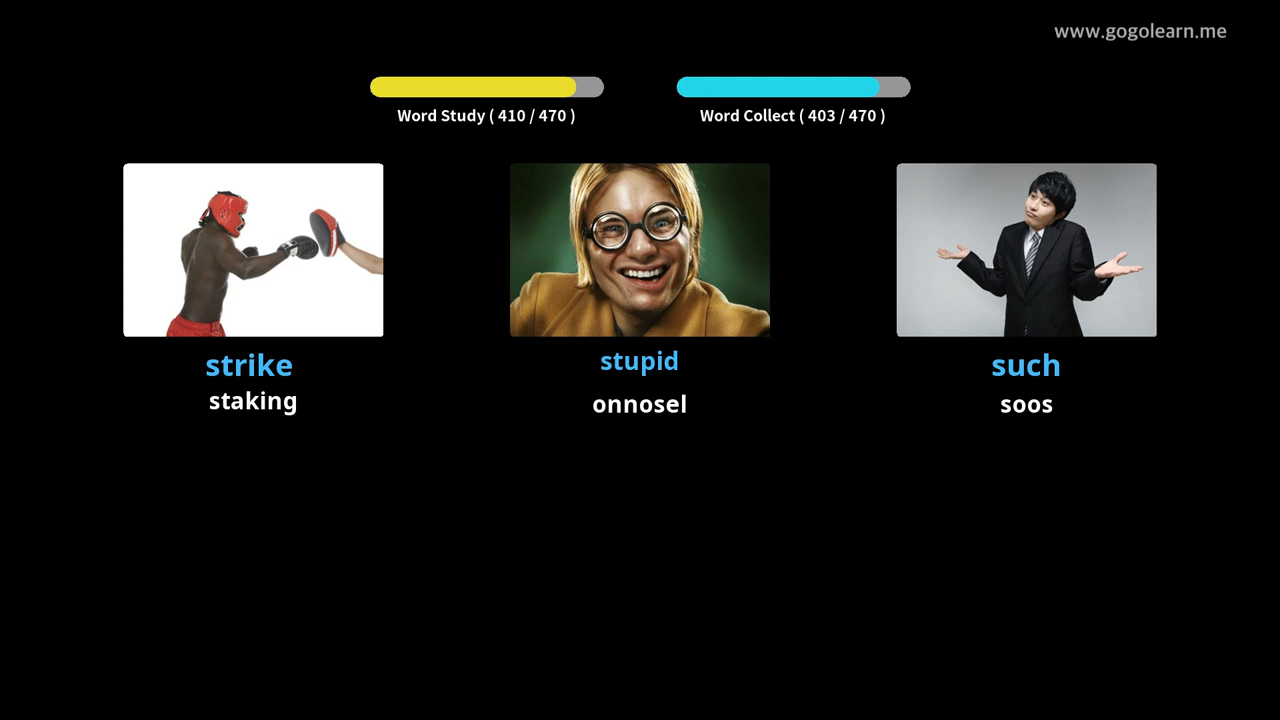 www.gogolearn.me
Word Study ( 410 / 470 )
Word Collect ( 403 / 470 )
strike
stupid
such
staking
onnosel
soos